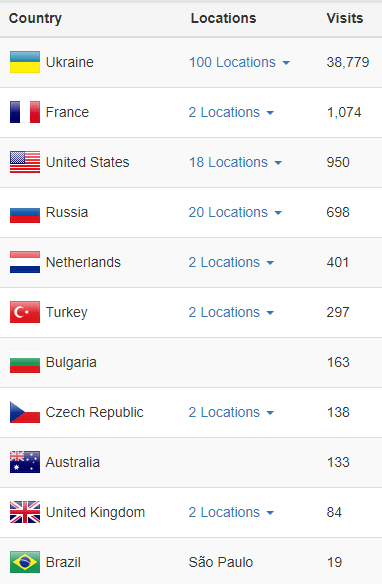 Country Locations Visits
Ukraine 100 Locations 38,779
France 2 Locations 1,074
United States 18 Locations 950
Russia 20 Locations 698
Netherlands 2 Locations 401
Turkey 2 Locations 297
Bulgaria 163
Czech Republic 2 Locations 138
Australia 133
United Kingdom 2 Locations 84
Brazil São Paulo 19